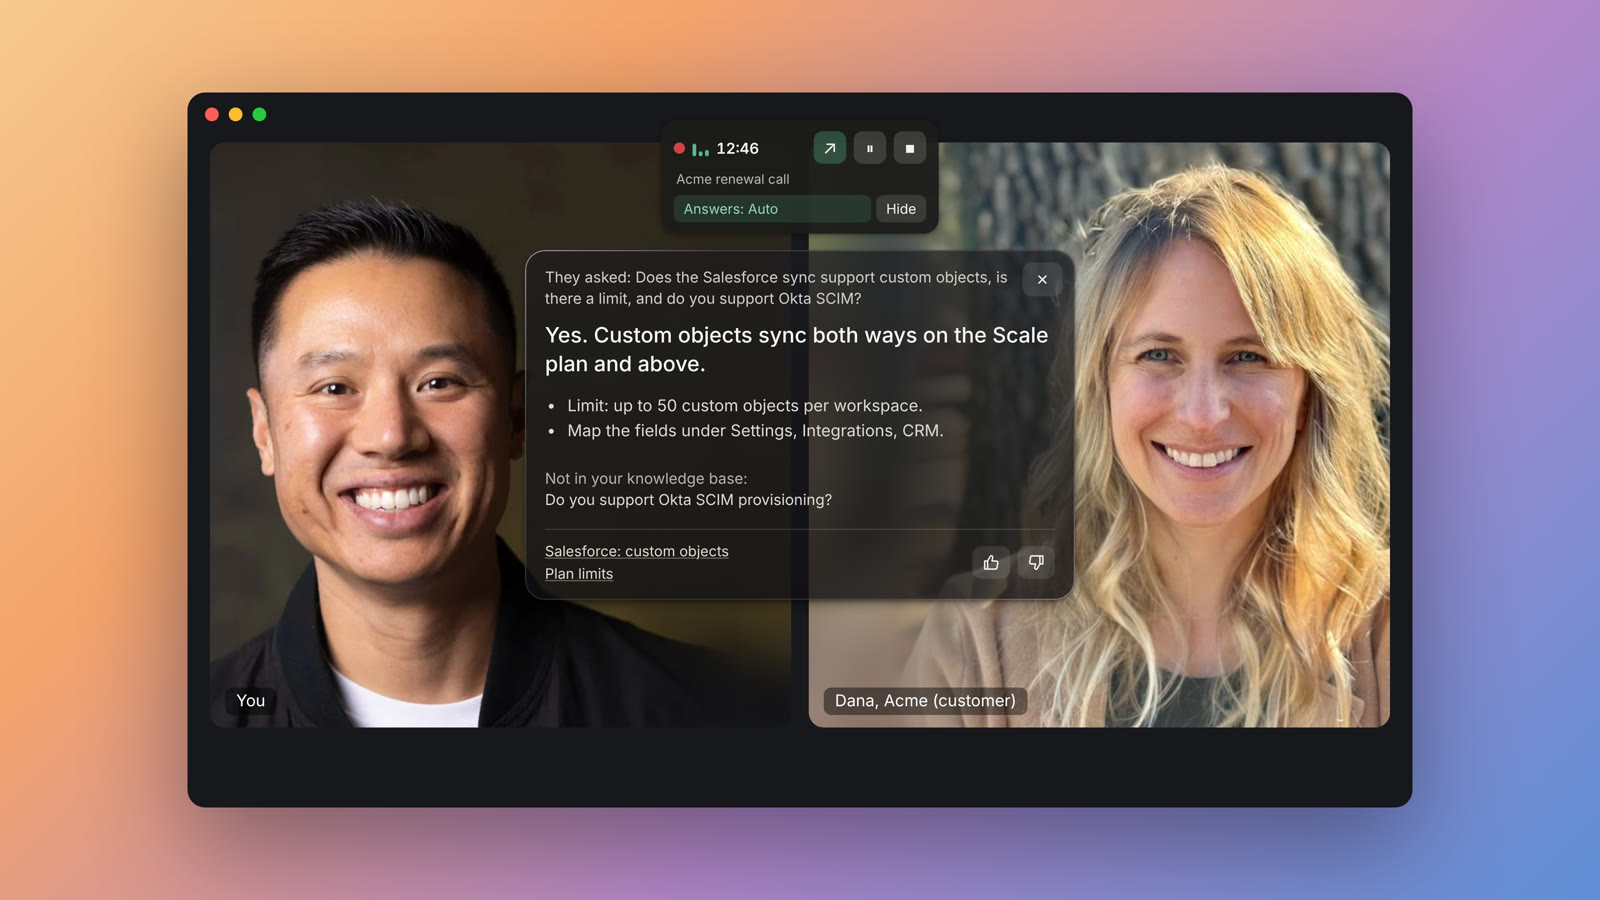 12:46
Acme renewal call
Answers: Auto
Hide
They asked: Does the Salesforce sync support custom objects, is
there a limit, and do you support Okta SCIM?
Yes. Custom objects sync both ways on the Scale
plan and above.
• Limit: up to 50 custom objects per workspace.
• Map the fields under Settings, Integrations, CRM.
Not in your knowledge base:
Do you support Okta SCIM provisioning?
Salesforce: custom objects
Plan limits
You
Dana, Acme (customer)